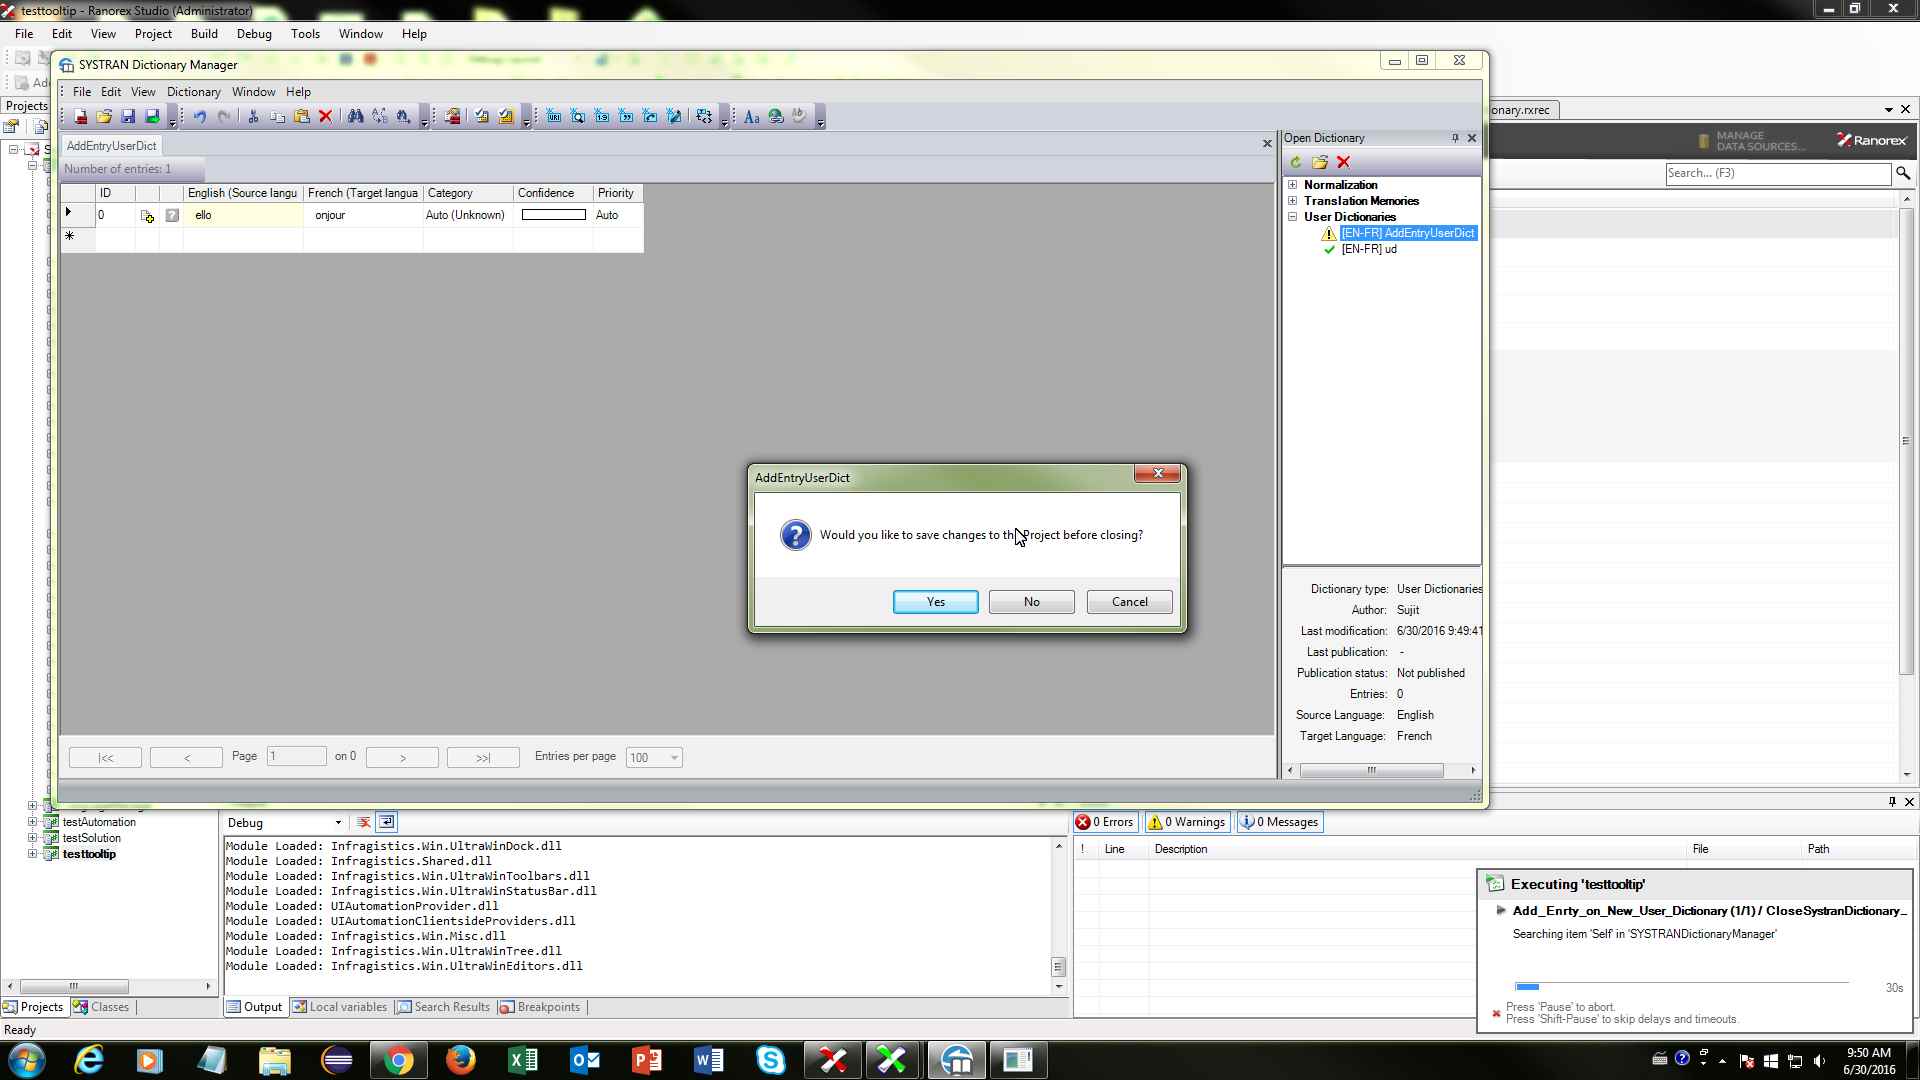 testtooltip - Ranorex Studio (Administrator)
File Edit View Project Build Debug Tools Window Help
SYSTRAN Dictionary Manager
File Edit View Dictionary Window Help
Projects
onary.rxrec
MANAGE
DATA SOURCES...
Ranorex
Search... (F3)
AddEntryUserDict
Number of entries: 1
ID English (Source langu French (Target langua Category Confidence Priority
0 ello onjour Auto (Unknown) Auto
Open Dictionary
Normalization
Translation Memories
User Dictionaries
[EN-FR] AddEntryUserDict
[EN-FR] ud
AddEntryUserDict
Would you like to save changes to th Project before closing?
Yes No Cancel
Dictionary type: User Dictionaries
Author: Sujit
Last modification: 6/30/2016 9:49:41
Last publication: -
Publication status: Not published
Entries: 0
Source Language: English
Target Language: French
|<< < Page 1 on 0 > >>| Entries per page 100
testAutomation
testSolution
testtooltip
Debug
Module Loaded: Infragistics.Win.UltraWinDock.dll
Module Loaded: Infragistics.Shared.dll
Module Loaded: Infragistics.Win.UltraWinToolbars.dll
Module Loaded: Infragistics.Win.UltraWinStatusBar.dll
Module Loaded: UIAutomationProvider.dll
Module Loaded: UIAutomationClientsideProviders.dll
Module Loaded: Infragistics.Win.Misc.dll
Module Loaded: Infragistics.Win.UltraWinTree.dll
Module Loaded: Infragistics.Win.UltraWinEditors.dll
0 Errors 0 Warnings 0 Messages
! Line Description File Path
Executing 'testtooltip'
Add_Enrty_on_New_User_Dictionary (1/1) / CloseSystranDictionary...
Searching item 'Self' in 'SYSTRANDictionaryManager'
30s
Press 'Pause' to abort.
Press 'Shift-Pause' to skip delays and timeouts.
Projects Classes
Output Local variables Search Results Breakpoints
Ready
9:50 AM
6/30/2016